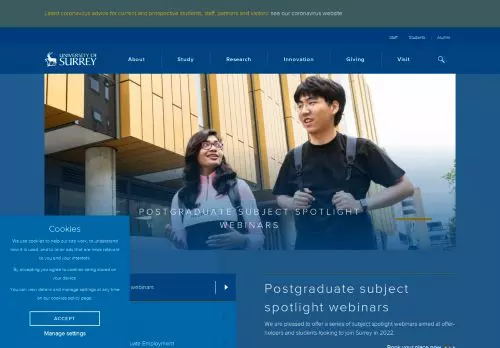 Latest coronavirus advice for current and prospective students, staff, partners and visitors: see our coronavirus website
Staff
Students
Alumni
UNIVERSITY OF
SURREY
About
Study
Research
Innovation
Giving
Visit
POSTGRADUATE SUBJECT SPOTLIGHT
WEBINARS
Cookies
We use cookies to help our site work, to understand
how it is used, and to tailor ads that are more relevant
to you and your interests.
By accepting you agree to cookies being stored on
your device.
You can view details and manage settings at any time
on our cookies policy page.
ACCEPT
Manage settings
webinars
Postgraduate subject
spotlight webinars
We are pleased to offer a series of subject spotlight webinars aimed at offer-
holders and students looking to join Surrey in 2022.
Book your place now
uate Employment